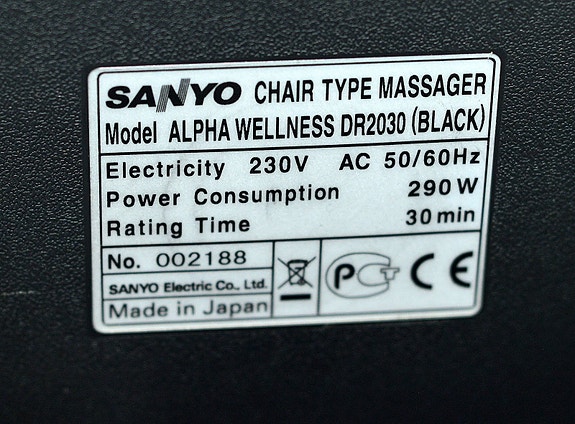 SANYO CHAIR TYPE MASSAGER
Model ALPHA WELLNESS DR2030 (BLACK)
Electricity 230V AC 50/60Hz
Power Consumption 290 W
Rating Time 30 min
No. 002188
SANYO Electric Co., Ltd.
Made in Japan
PCT CE